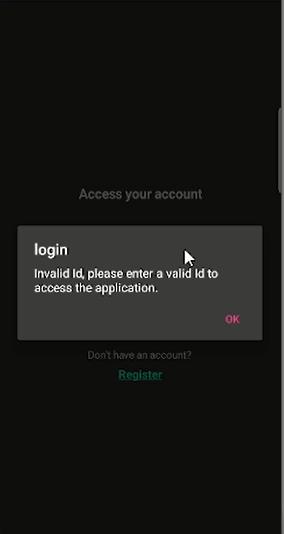 Access your account
login
Invalid Id, please enter a valid Id to
access the application.
OK
Don't have an account?
Register